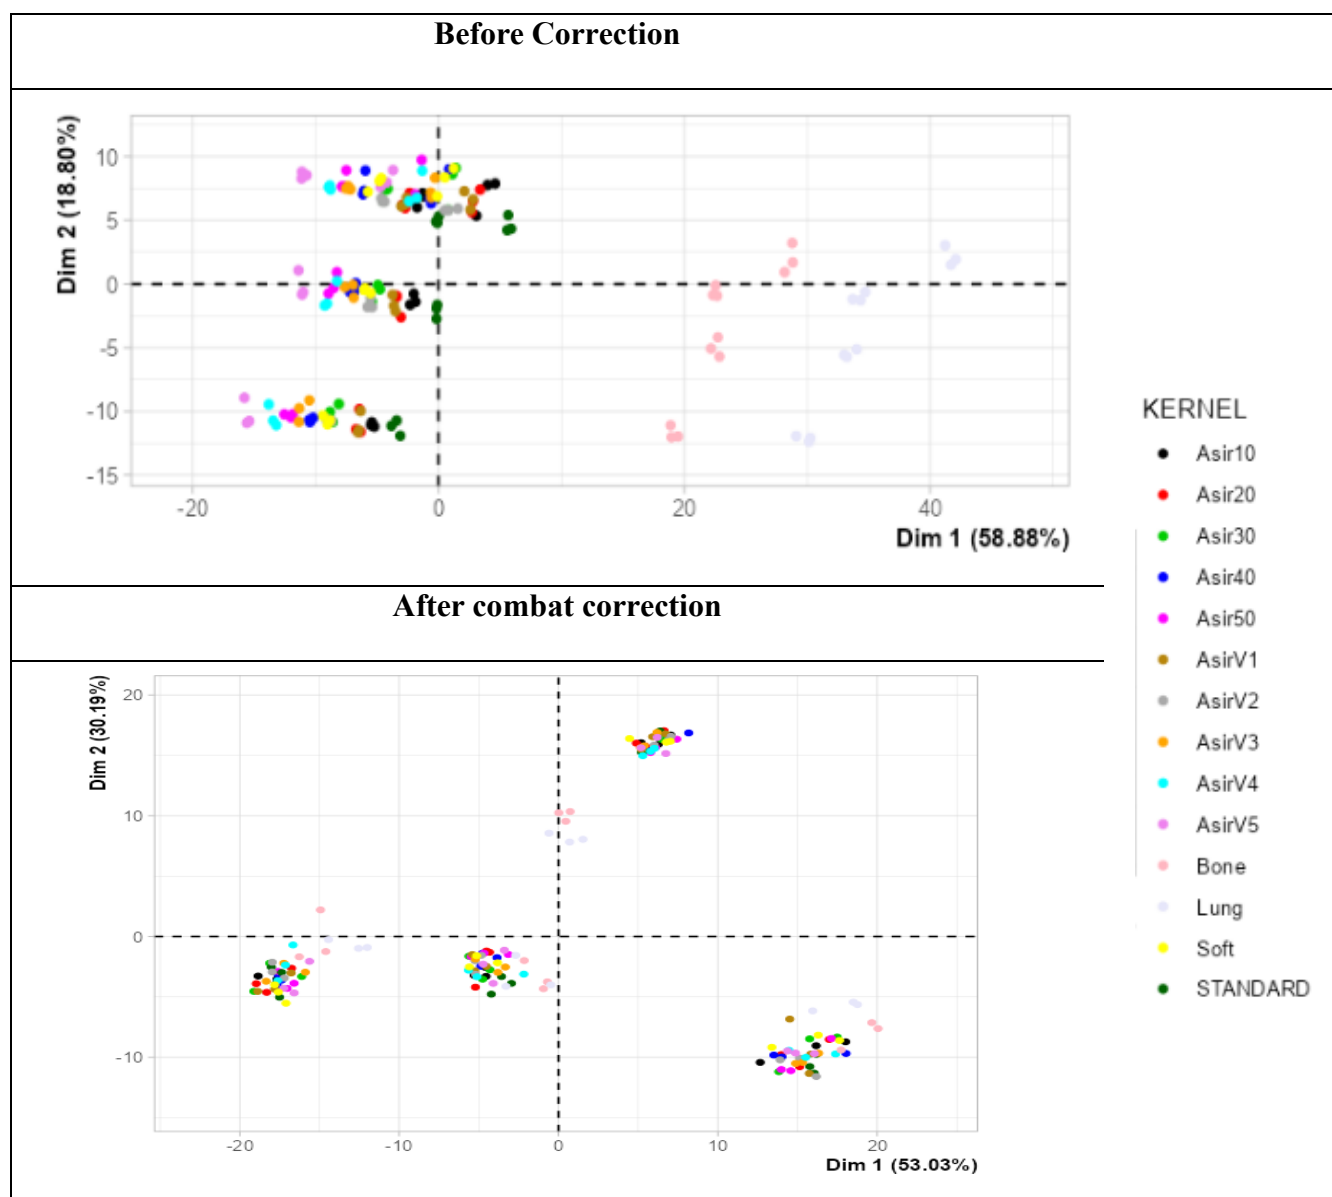 Before Correction
Dim 2 (18.80%)
10
5
0
-5
-10
-15
-20
0
20
40
Dim 1 (58.88%)
After combat correction
Dim 2 (30.19%)
20
10
0
-10
-20
-10
0
10
20
Dim 1 (53.03%)
KERNEL
Asir10
Asir20
Asir30
Asir40
Asir50
AsirV1
AsirV2
AsirV3
AsirV4
AsirV5
Bone
Lung
Soft
STANDARD